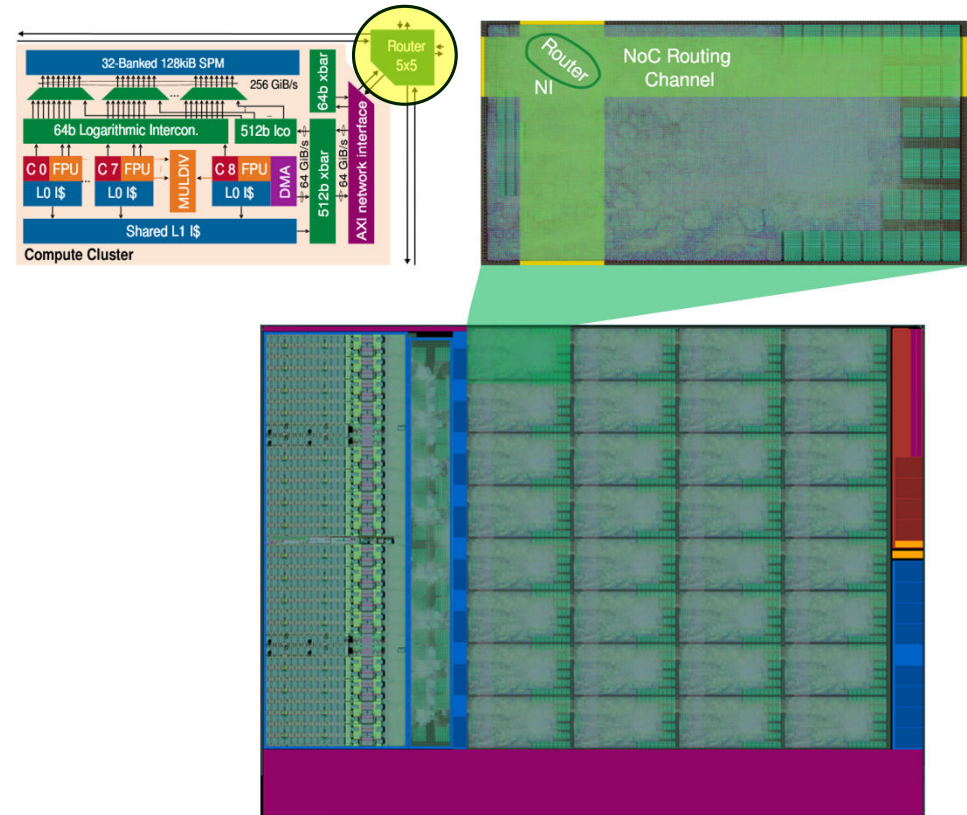 32-Banked 128kiB SPM
256 GiB/s
64b xbar
Router
5x5
64b Logarithmic Intercon.
512b Ico
C 0 FPU
C 7 FPU
MULDIV
C 8 FPU
DMA
L0 I$
...
L0 I$
L0 I$
64 GiB/s
512b xbar
64 GiB/s
AXI network interface
Shared L1 I$
Compute Cluster
Router
NI
NoC Routing
Channel